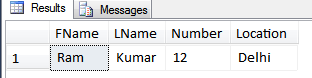 Results Messages
FName LName Number Location
1 Ram Kumar 12 Delhi